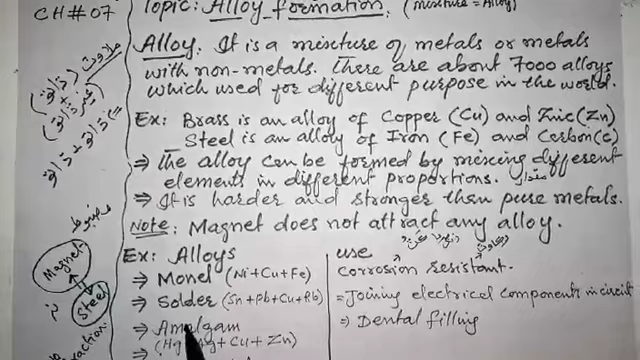 CH#07
Topic: Alloy formation. (mixture = Alloy)
Alloy. It is a mixture of metals or metals
with non-metals. There are about 7000 alloys
which used for different purpose in the world.
Ex: Brass is an alloy of Copper (Cu) and Zinc (Zn)
Steel is an alloy of Iron (Fe) and Carbon (C)
⇒ The alloy can be formed by mixing different
elements in different proportions. مقدار
⇒ It is harder and stronger than pure metals.
مضبوط
Note: Magnet does not attract any alloy.
Magnet
Steel
Ex: Alloys
⇒ Monel (Ni+Cu+Fe)
⇒ Solder (Sn+Pb+Cu+Rb)
⇒ Amalgam
+ Cu + Zn)
⇒
use
corrosion resistant.
⇒ Joining electrical components in circuit
⇒ Dental filling